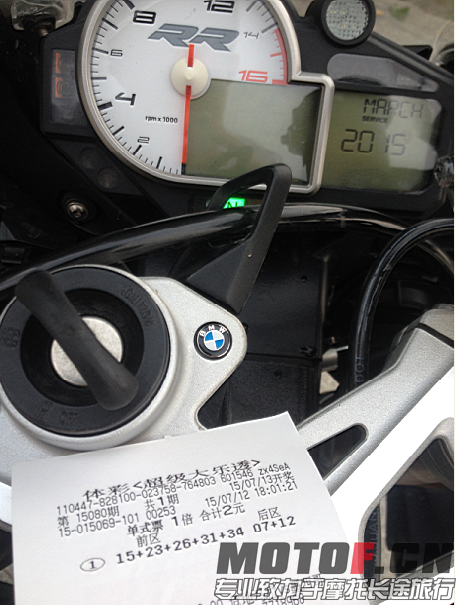 8
12
RR
14
6
16
4
rpm x 1000
2
MARCH
SERVICE
2015
N
BMW
体彩<超级大乐透>
110447-828100-023758-764803 601546 zx4SeA
第 15080期 共1期 15/07/13开奖
15-015069-101 00253 15/07/12 18:01:21
单式票 1倍 合计2元
前区 后区
① 15+23+26+31+34 07+12
MOTOF.CN
专业致力于摩托长途旅行